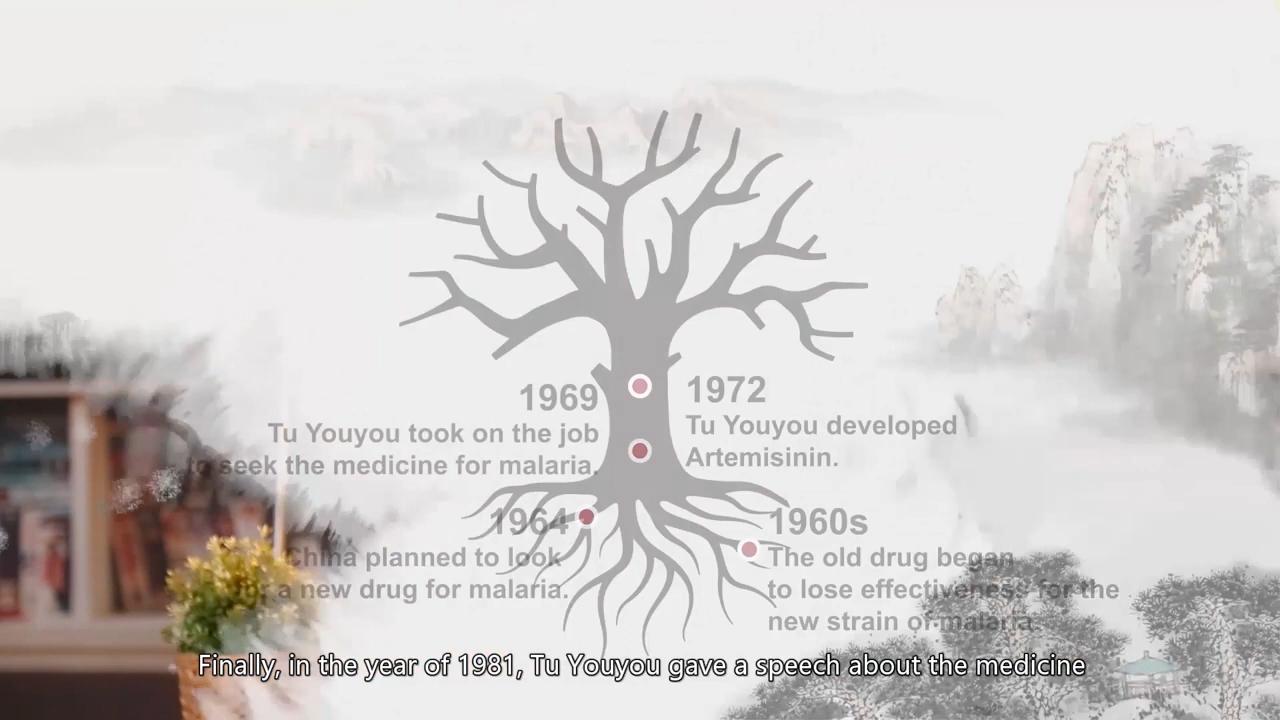 1969
Tu Youyou took on the job
to seek the medicine for malaria.
1972
Tu Youyou developed
Artemisinin.
1964
China planned to look
for a new drug for malaria.
1960s
The old drug began
to lose effectiveness for the
new strain of malaria.
Finally, in the year of 1981, Tu Youyou gave a speech about the medicine